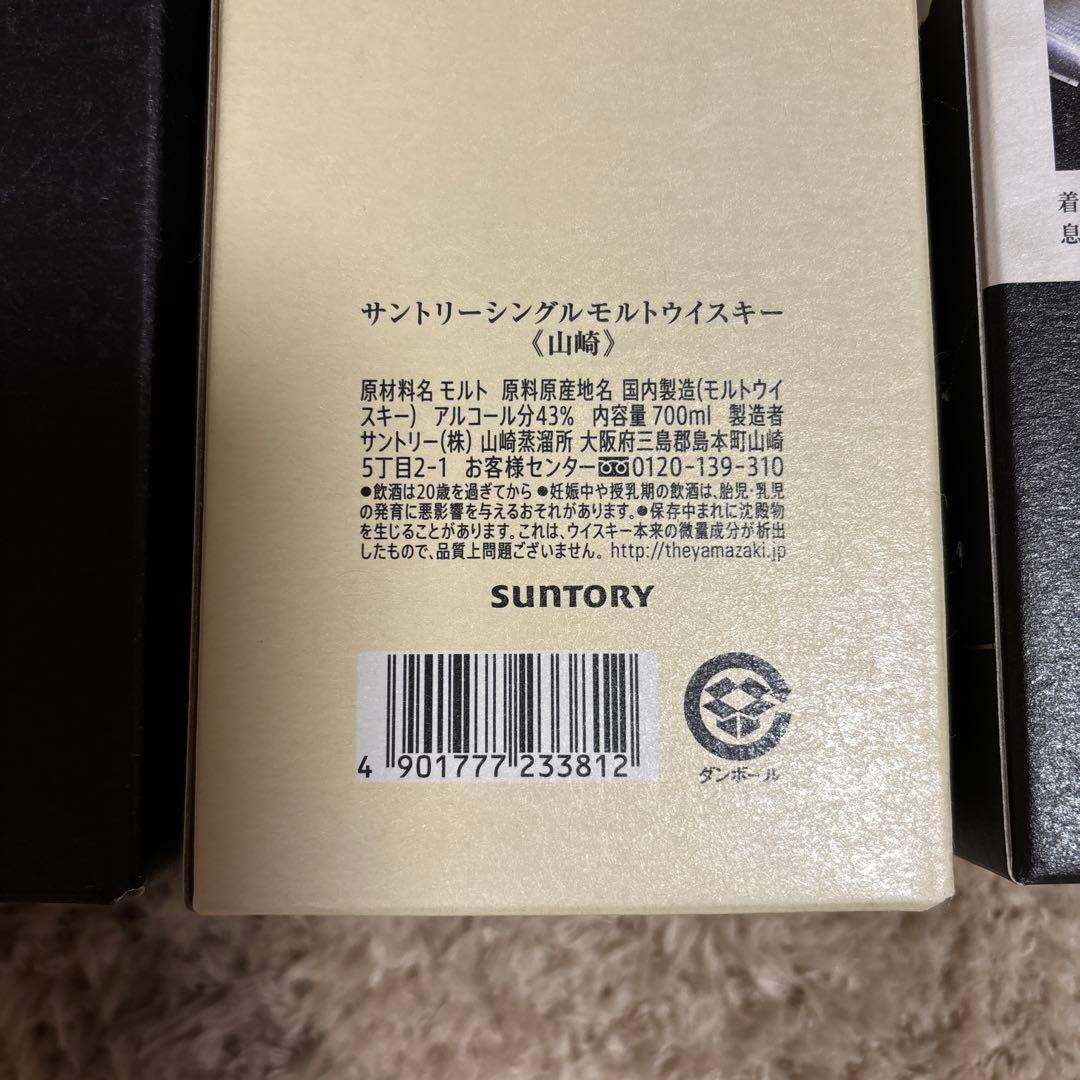 サントリーシングルモルトウイスキー
《山崎》
原材料名 モルト 原料原産地名 国内製造(モルトウイ
スキー) アルコール分43% 内容量 700ml 製造者
サントリー(株) 山崎蒸溜所 大阪府三島郡島本町山崎
5丁目2-1 お客様センター 0120-139-310
●飲酒は20歳を過ぎてから ●妊娠中や授乳期の飲酒は、胎児・乳児
の発育に悪影響を与えるおそれがあります。●保存中まれに沈殿物
を生じることがあります。これは、ウイスキー本来の微量成分が析出
したもので、品質上問題ございません。 http://theyamazaki.jp
SUNTORY
4 901777 233812
ダンボール
着
息